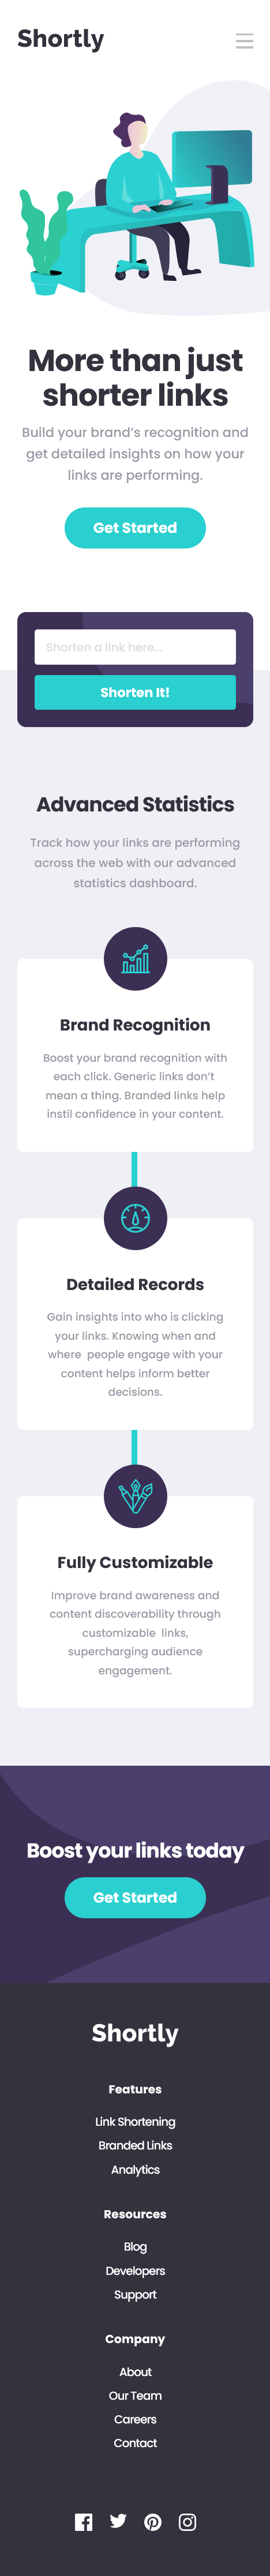 Shortly
More than just
shorter links
Build your brand’s recognition and
get detailed insights on how your
links are performing.
Get Started
Shorten a link here...
Shorten It!
Advanced Statistics
Track how your links are performing
across the web with our advanced
statistics dashboard.
Brand Recognition
Boost your brand recognition with
each click. Generic links don’t
mean a thing. Branded links help
instil confidence in your content.
Detailed Records
Gain insights into who is clicking
your links. Knowing when and
where  people engage with your
content helps inform better
decisions.
Fully Customizable
Improve brand awareness and
content discoverability through
customizable  links,
supercharging audience
engagement.
Boost your links today
Get Started
Shortly
Features
Link Shortening
Branded Links
Analytics
Resources
Blog
Developers
Support
Company
About
Our Team
Careers
Contact